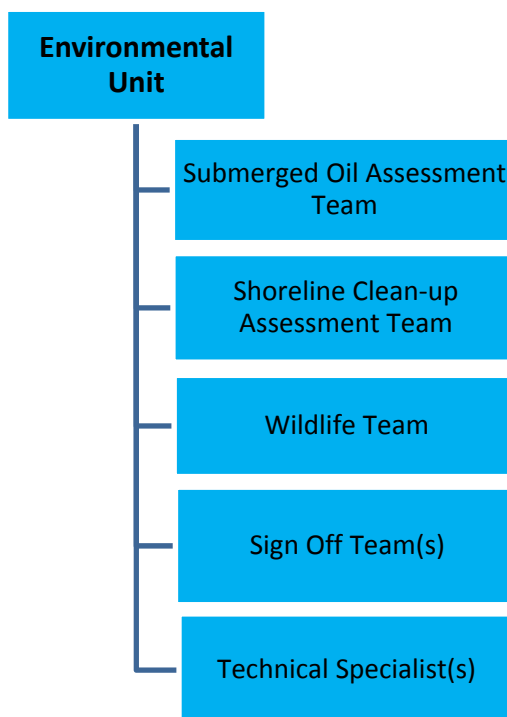 Environmental
Unit
Submerged Oil Assessment
Team
Shoreline Clean-up
Assessment Team
Wildlife Team
Sign Off Team(s)
Technical Specialist(s)